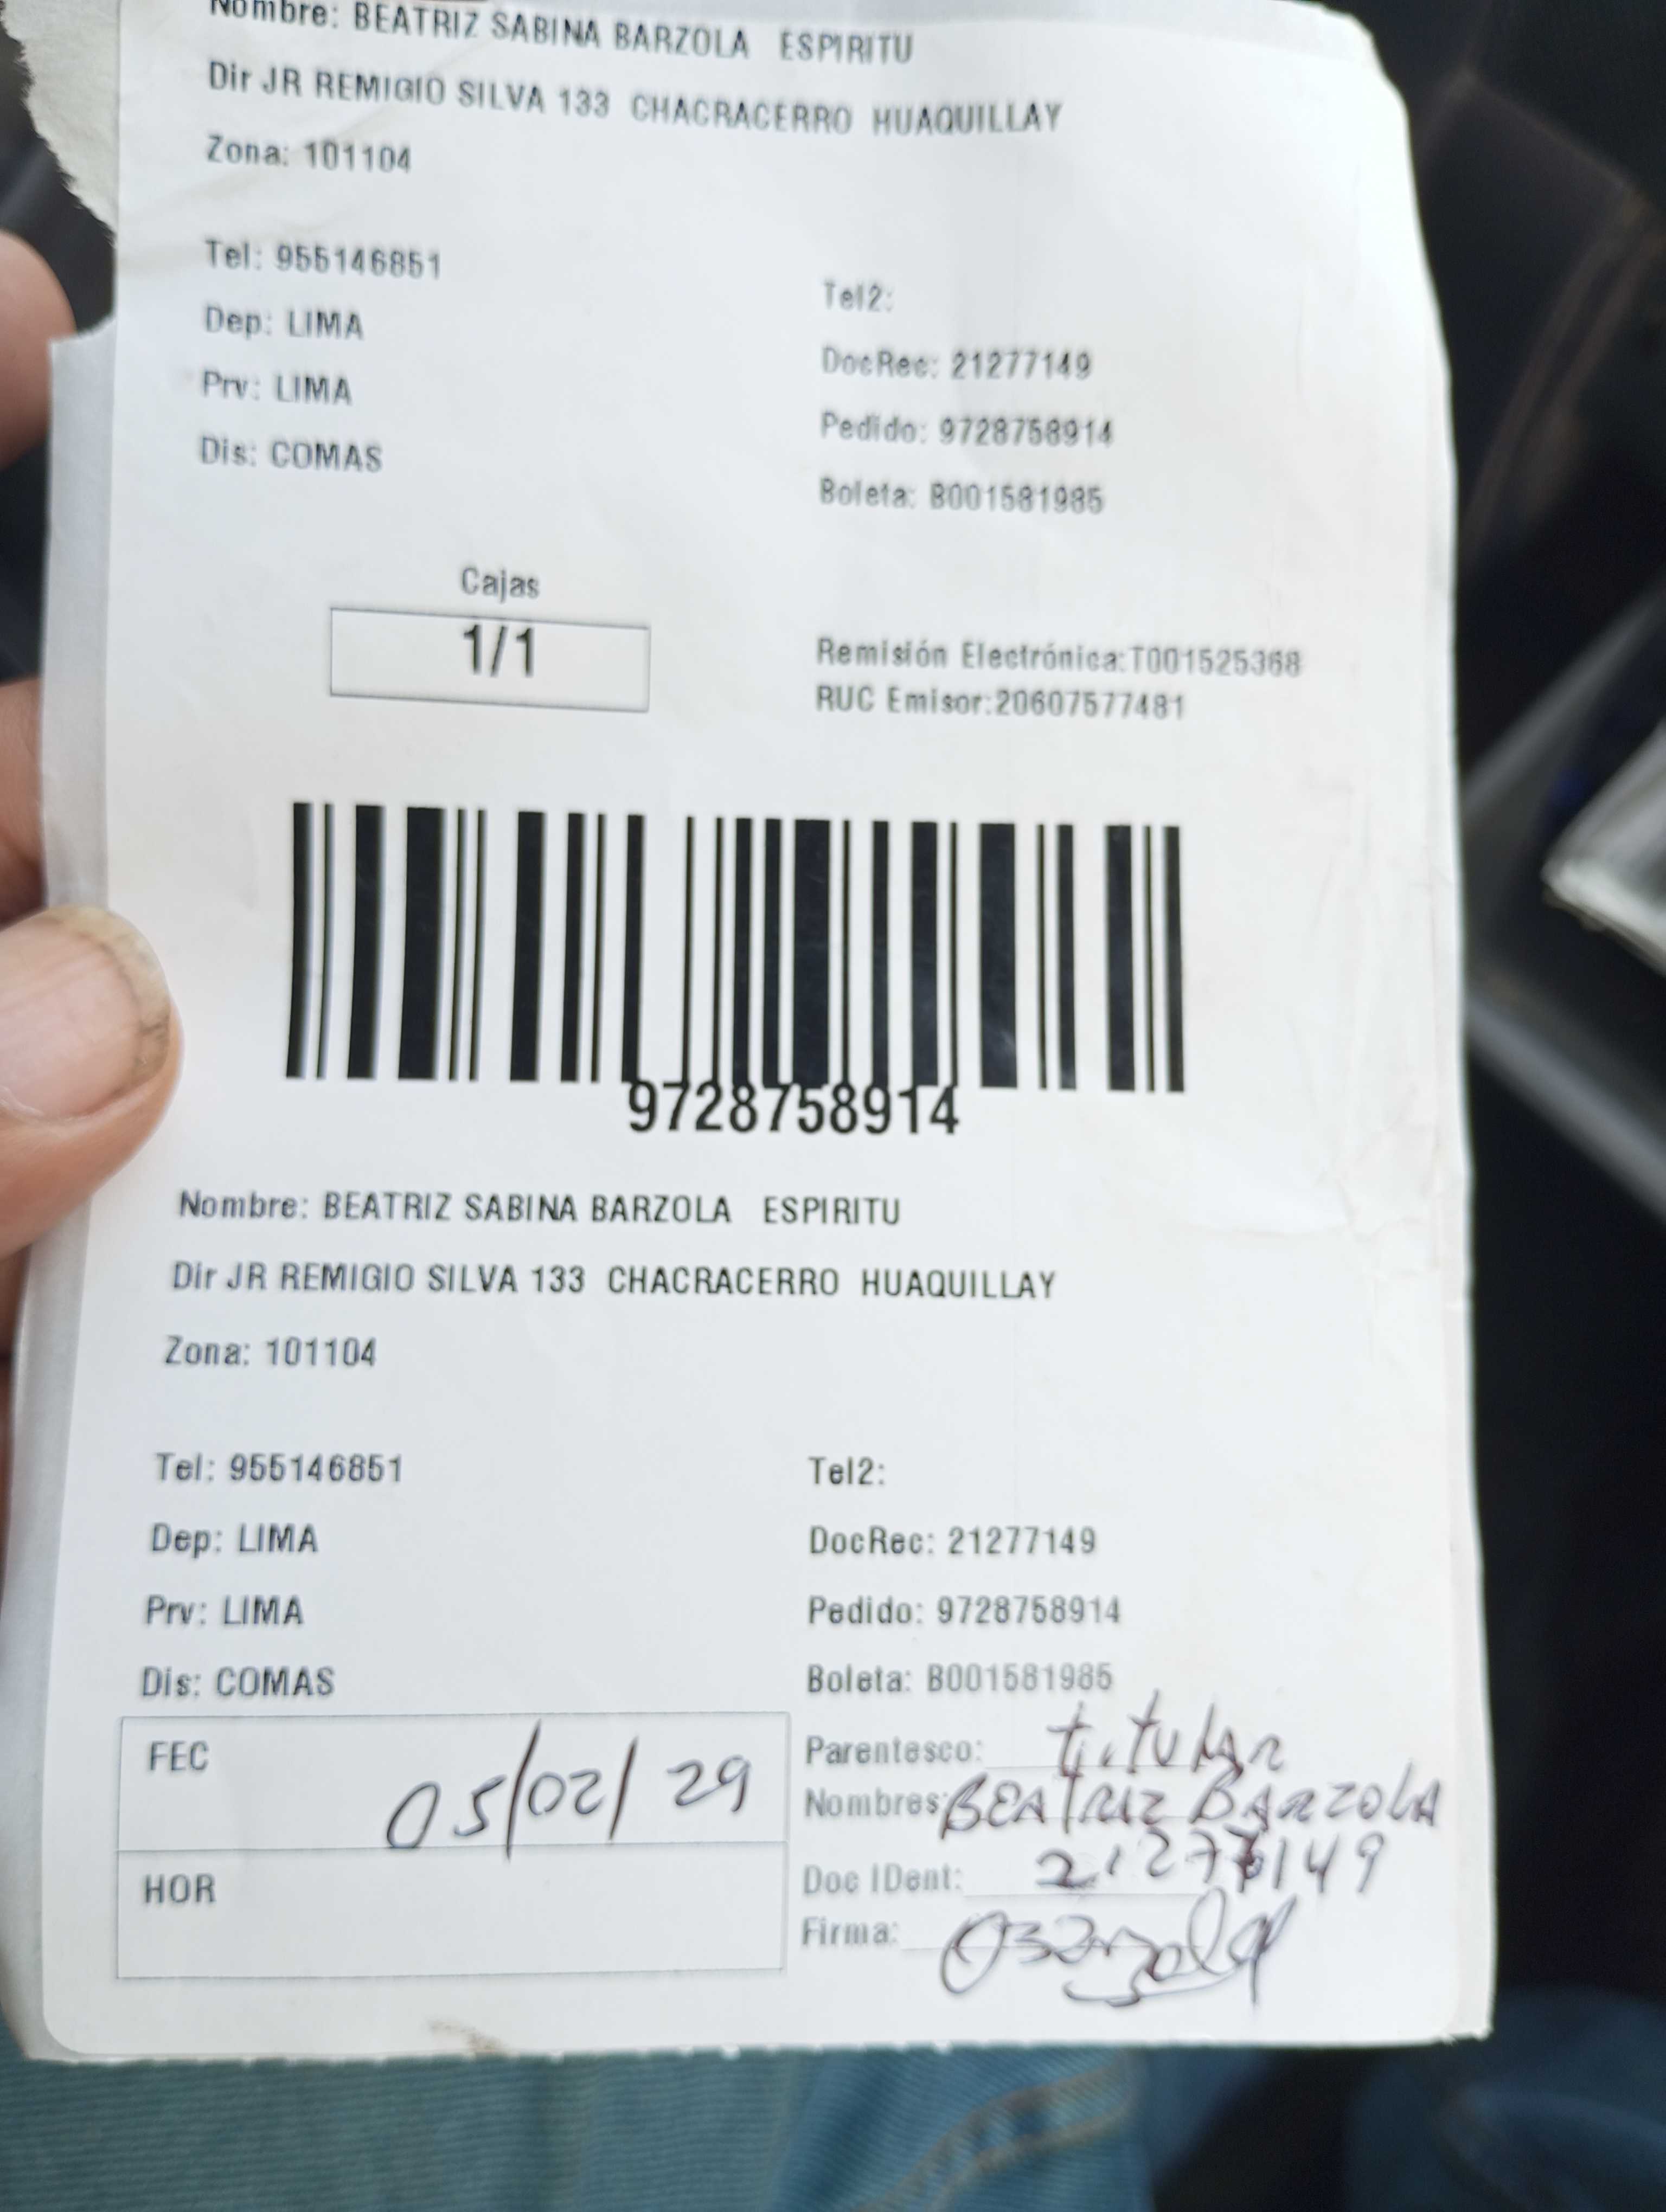 Nombre: BEATRIZ SABINA BARZOLA ESPIRITU
Dir JR REMIGIO SILVA 133 CHACRACERRO HUAQUILLAY
Zona: 101104
Tel: 955146851
Tel2:
Dep: LIMA
DocRec: 21277149
Prv: LIMA
Pedido: 9728758914
Dis: COMAS
Boleta: B001581985
Cajas
1/1
Remisión Electrónica:T001525368
RUC Emisor:20607577481
9728758914
Nombre: BEATRIZ SABINA BARZOLA ESPIRITU
Dir JR REMIGIO SILVA 133 CHACRACERRO HUAQUILLAY
Zona: 101104
Tel: 955146851
Tel2:
Dep: LIMA
DocRec: 21277149
Prv: LIMA
Pedido: 9728758914
Dis: COMAS
Boleta: B001581985
FEC 05/02/29
Parentesco: titular
Nombres: BEATRIZ BARZOLA
Doc IDent: 21277149
HOR
Firma: